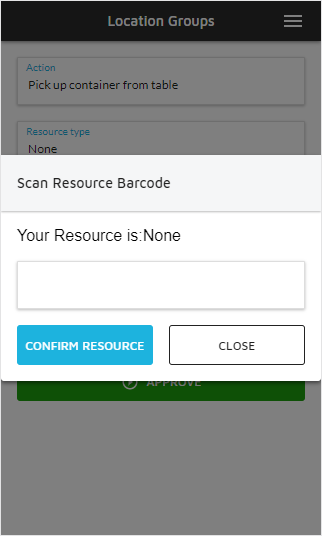 Location Groups
Action
Pick up container from table
Resource type
None
Scan Resource Barcode
Your Resource is:None
CONFIRM RESOURCE
CLOSE
APPROVE